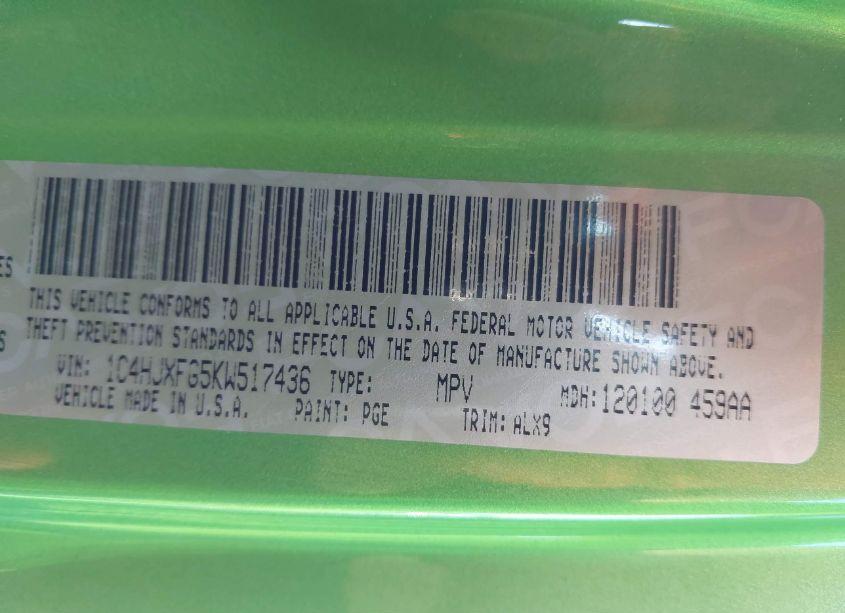 ES
THIS VEHICLE CONFORMS TO ALL APPLICABLE U.S.A. FEDERAL MOTOR VEHICLE SAFETY AND
S THEFT PREVENTION STANDARDS IN EFFECT ON THE DATE OF MANUFACTURE SHOWN ABOVE.
VIN: 1C4HJXFG5KW517436 TYPE: MPV MDH:120100 459AA
VEHICLE MADE IN U.S.A. PAINT: PGE TRIM:ALX9